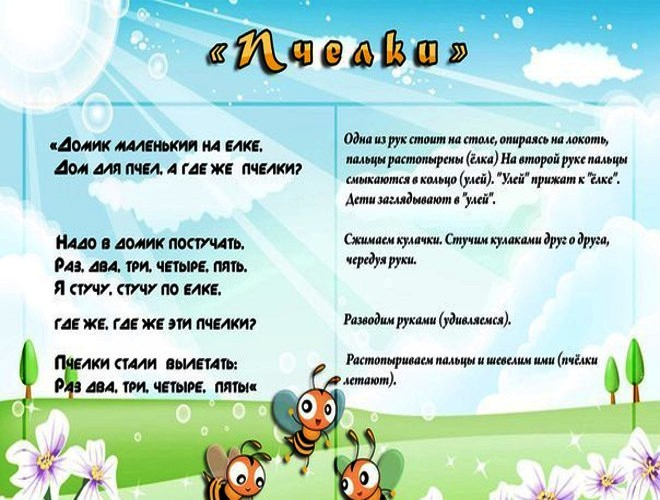 «Пчелки»
«Домик маленький на елке,
Дом для пчел, а где же пчелки?
Одна из рук стоит на столе, опираясь на локоть,
пальцы растопырены (ёлка) На второй руке пальцы
смыкаются в кольцо (улей). "Улей" прижат к "ёлке".
Дети заглядывают в "улей".
Надо в домик постучать,
Раз, два, три, четыре, пять.
Я стучу, стучу по елке,
Сжимаем кулачки. Стучим кулаками друг о друга,
чередуя руки.
где же, где же эти пчелки?
Разводим руками (удивляемся).
Пчелки стали вылетать:
Раз два, три, четыре, пяты«
Растопыриваем пальцы и шевелим ими (пчёлки
летают).